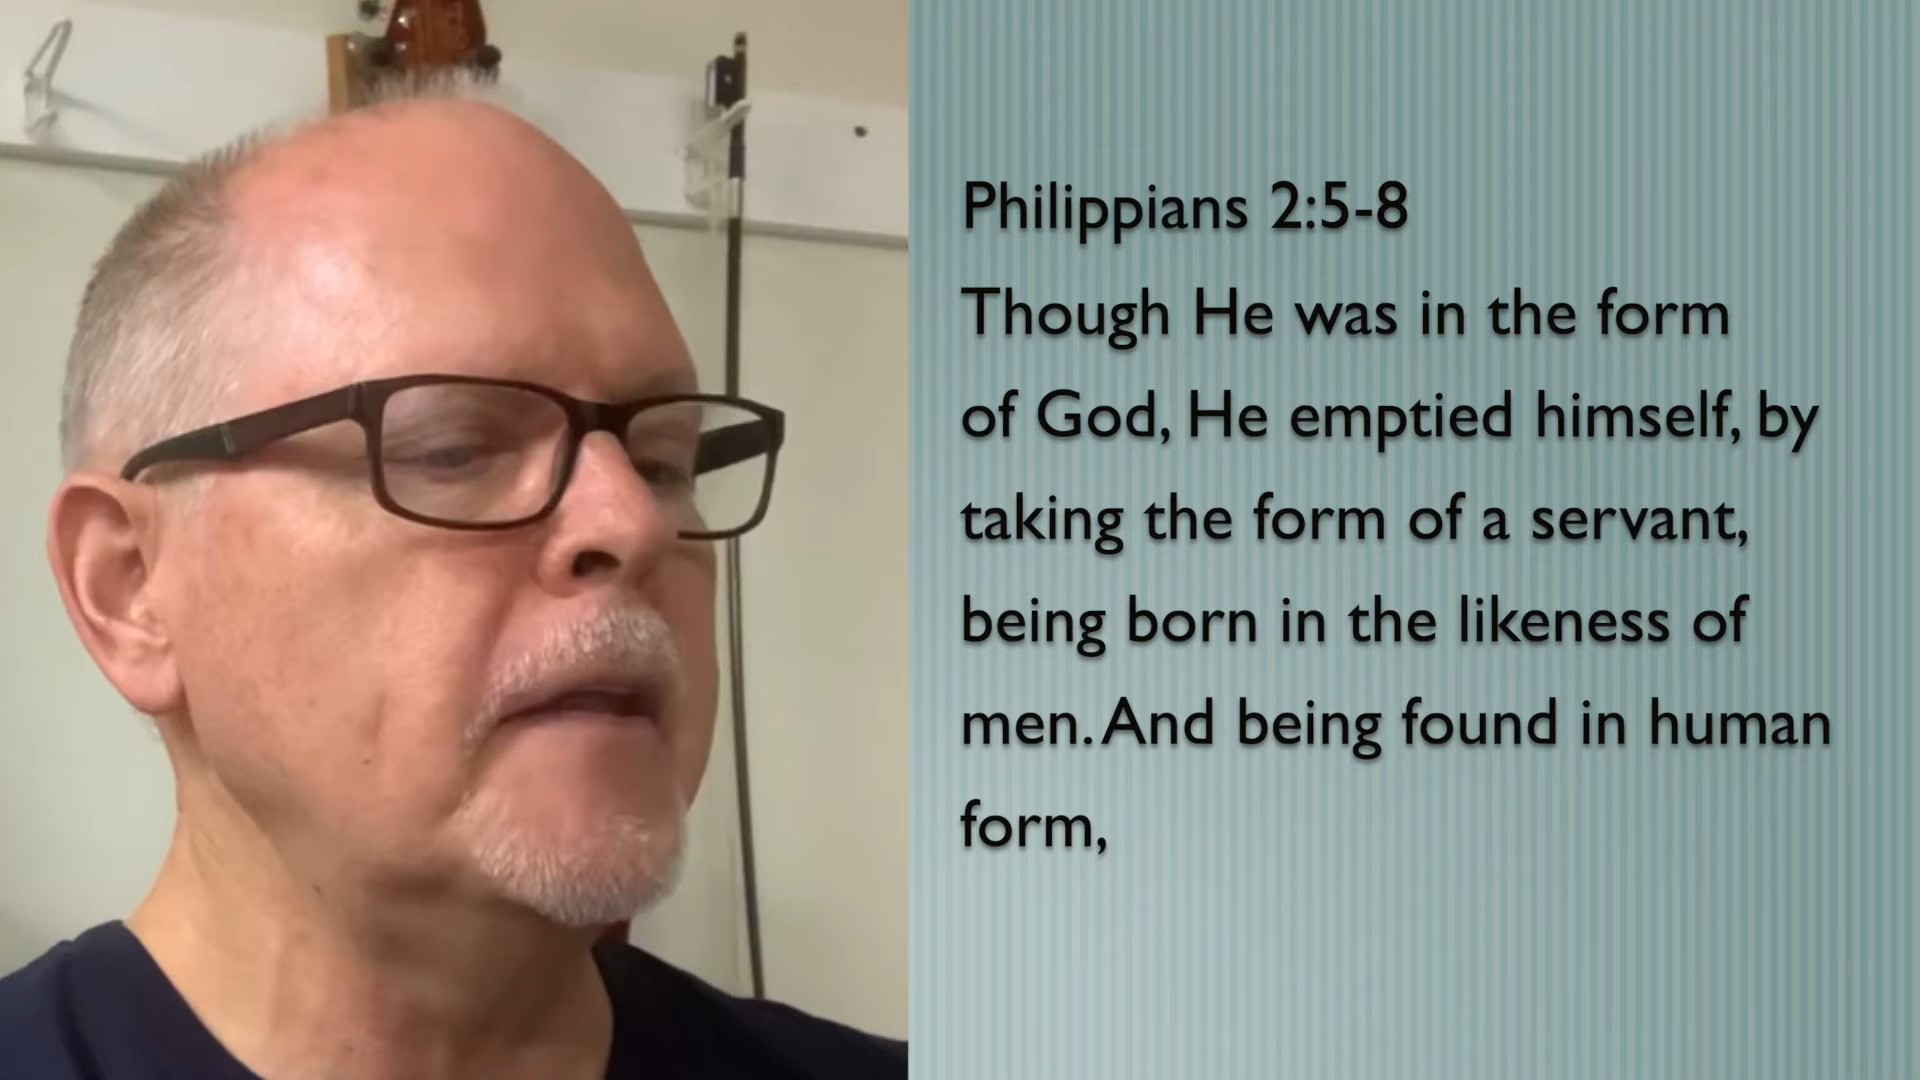 Philippians 2:5-8
Though He was in the form
of God, He emptied himself, by
taking the form of a servant,
being born in the likeness of
men. And being found in human
form,